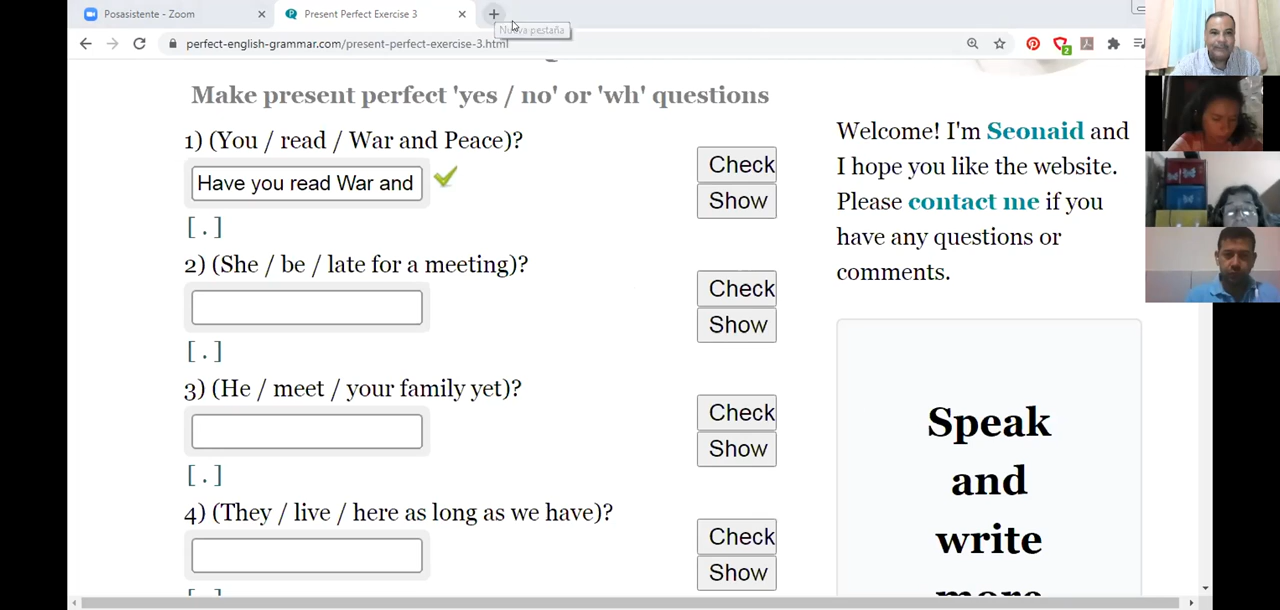 Posasistente - Zoom
Present Perfect Exercise 3
Nueva pestaña
perfect-english-grammar.com/present-perfect-exercise-3.html
2
Make present perfect 'yes / no' or 'wh' questions
1) (You / read / War and Peace)?
Have you read War and
Check
Show
[ . ]
2) (She / be / late for a meeting)?
Check
Show
[ . ]
3) (He / meet / your family yet)?
Check
Show
[ . ]
4) (They / live / here as long as we have)?
Check
Show
Welcome! I'm Seonaid and
I hope you like the website.
Please contact me if you
have any questions or
comments.
Speak
and
write
more